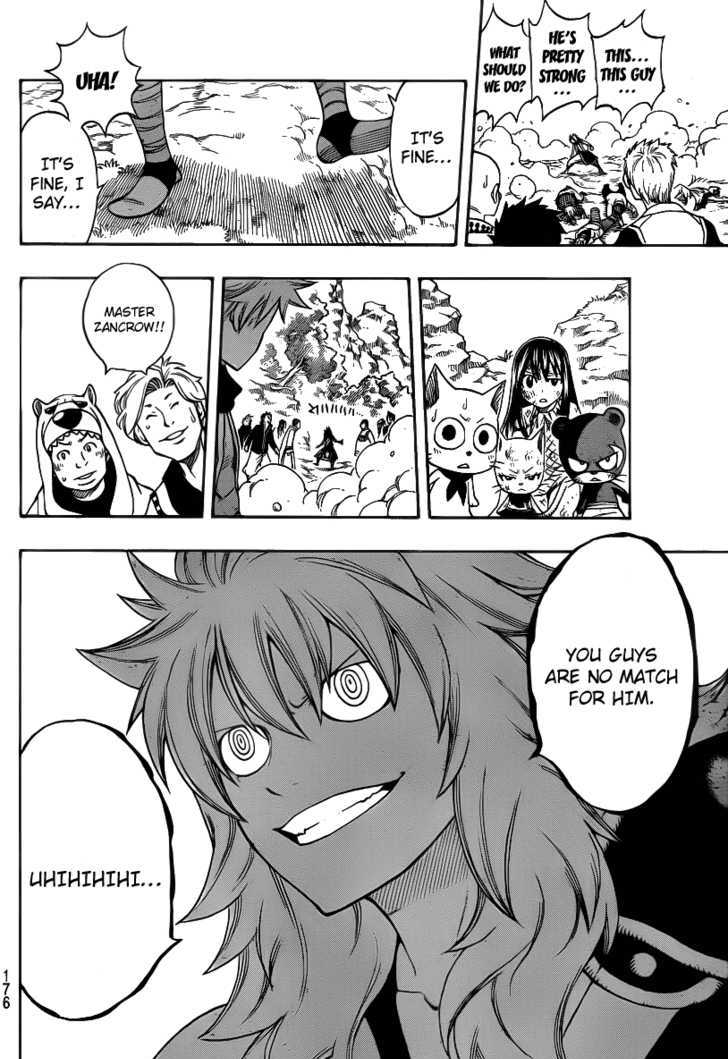 THIS...
THIS GUY
...
HE'S
PRETTY
STRONG
...
WHAT
SHOULD
WE DO?
IT'S
FINE...
UHA!
IT'S
FINE, I
SAY...
MASTER
ZANCROW!!
YOU GUYS
ARE NO MATCH
FOR HIM.
UHIHIHIHI...
176